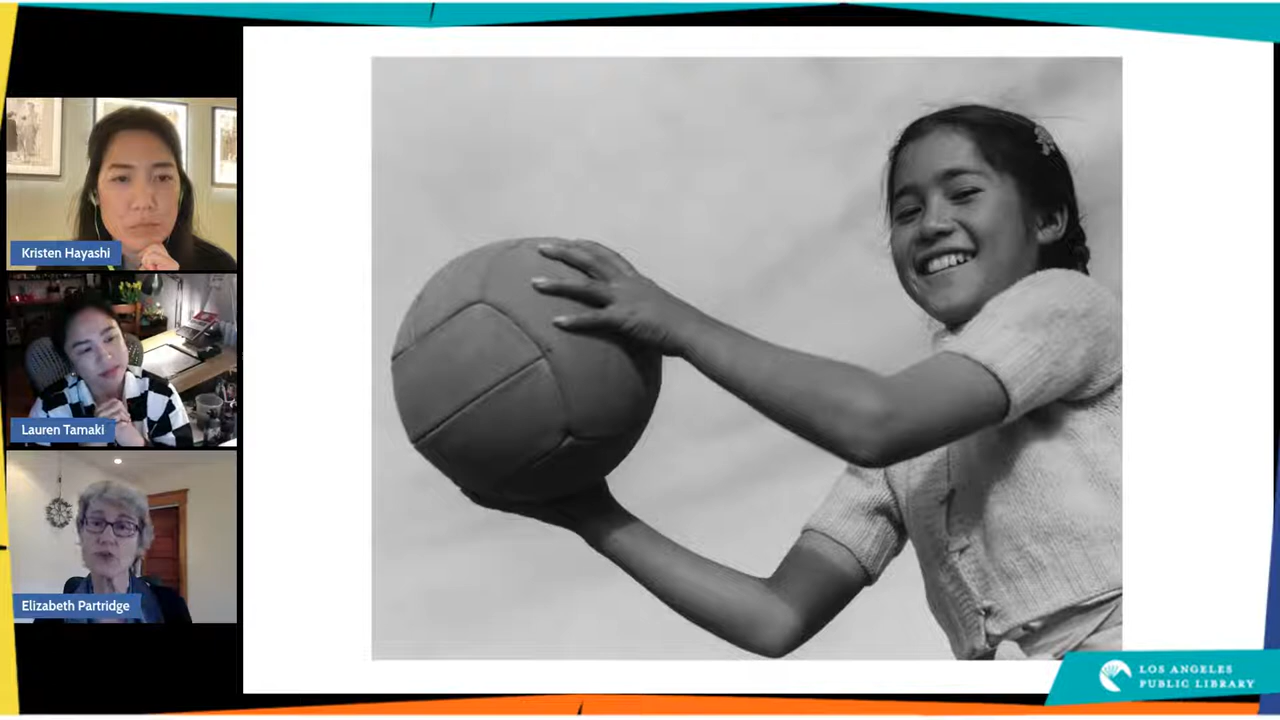 Kristen Hayashi
Lauren Tamaki
Elizabeth Partridge
LOS ANGELES
PUBLIC LIBRARY